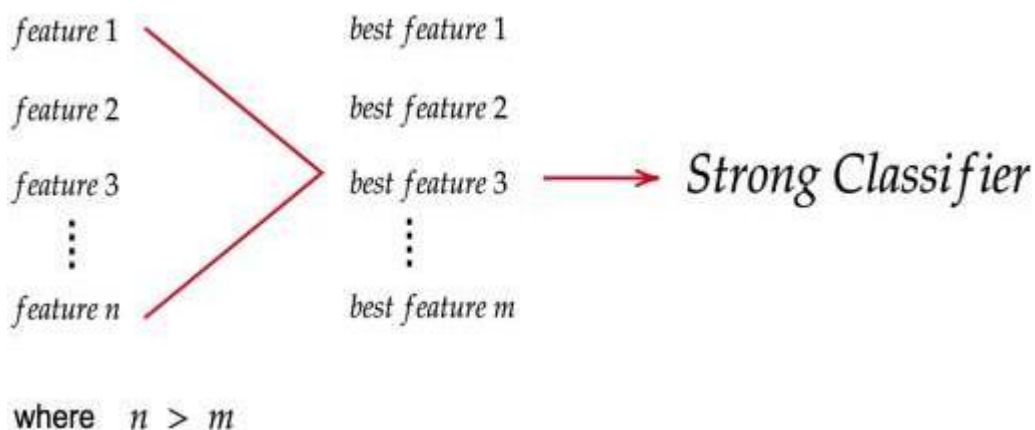 feature 1
feature 2
feature 3
feature n
best feature 1
best feature 2
best feature 3
best feature m
Strong Classifier
where n > m